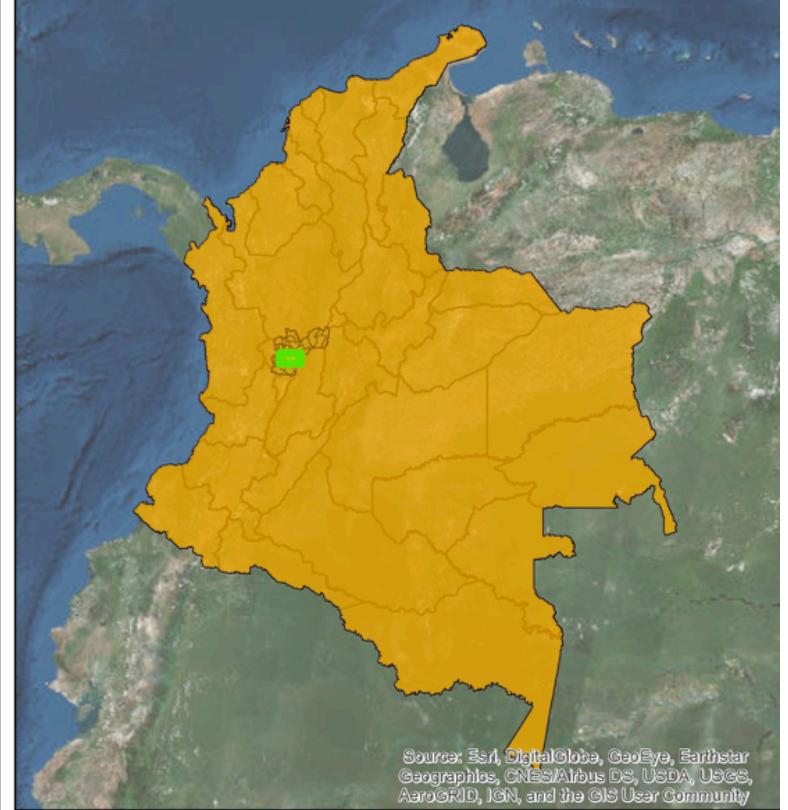 Source: Esri, DigitalGlobe, GeoEye, Earthstar
Geographics, CNES/Airbus DS, USDA, USGS,
AeroGRID, IGN, and the GIS User Community